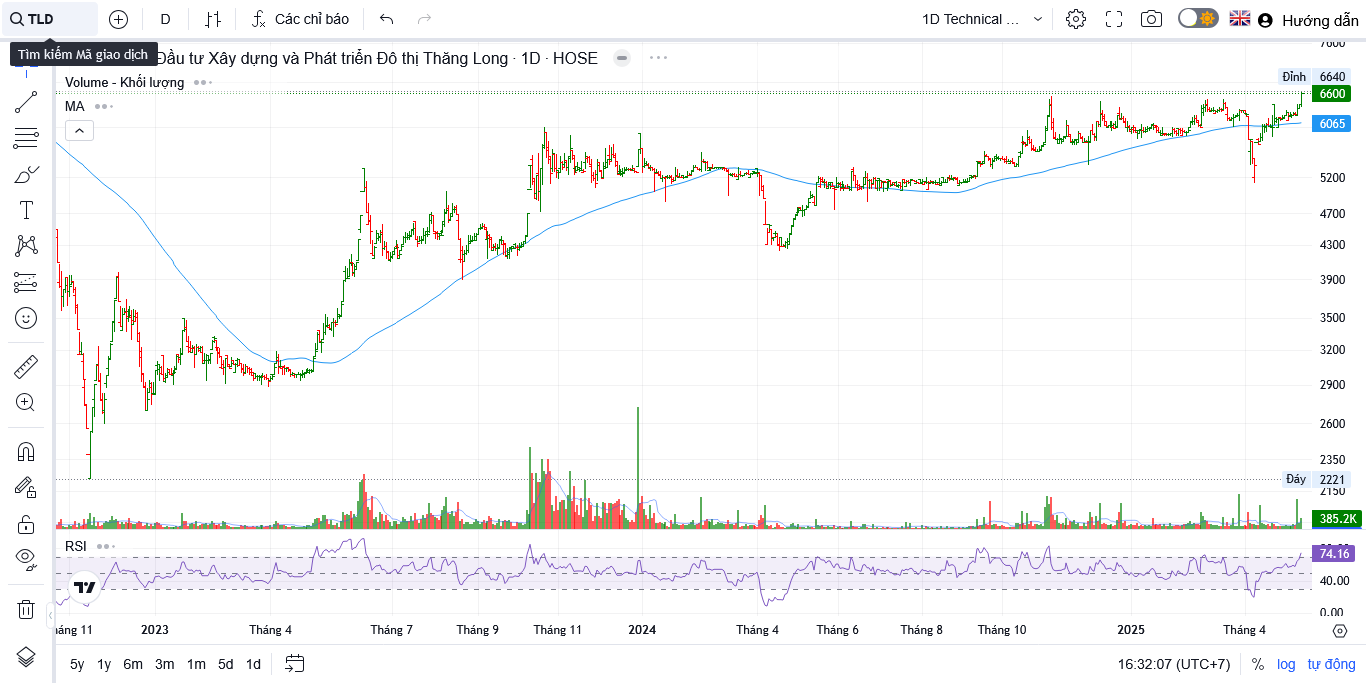 TLD
D
Các chỉ báo
1D Technical ...
Hướng dẫn
Tìm kiếm Mã giao dịch
Đầu tư Xây dựng và Phát triển Đô thị Thăng Long · 1D · HOSE
Volume - Khối lượng
MA
7600
Đỉnh 6640
6600
6065
5200
4700
4300
3900
3500
3200
2900
2600
2350
Đáy 2221
2150
385.2K
RSI
74.16
40.00
0.00
háng 11 2023 Tháng 4 Tháng 7 Tháng 9 Tháng 11 2024 Tháng 4 Tháng 6 Tháng 8 Tháng 10 2025 Tháng 4
5y 1y 6m 3m 1m 5d 1d
16:32:07 (UTC+7) % log tự động